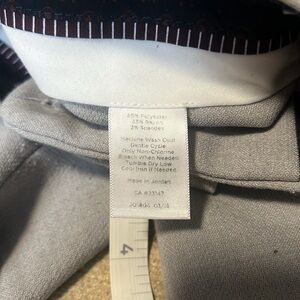 65% Polyester
33% Rayon
2% Spandex
Machine Wash Cold
Gentle Cycle
Only Non-Chlorine
Bleach When Needed
Tumble Dry Low
Cool Iron if Needed
Made in Jordan
CA #23147
4